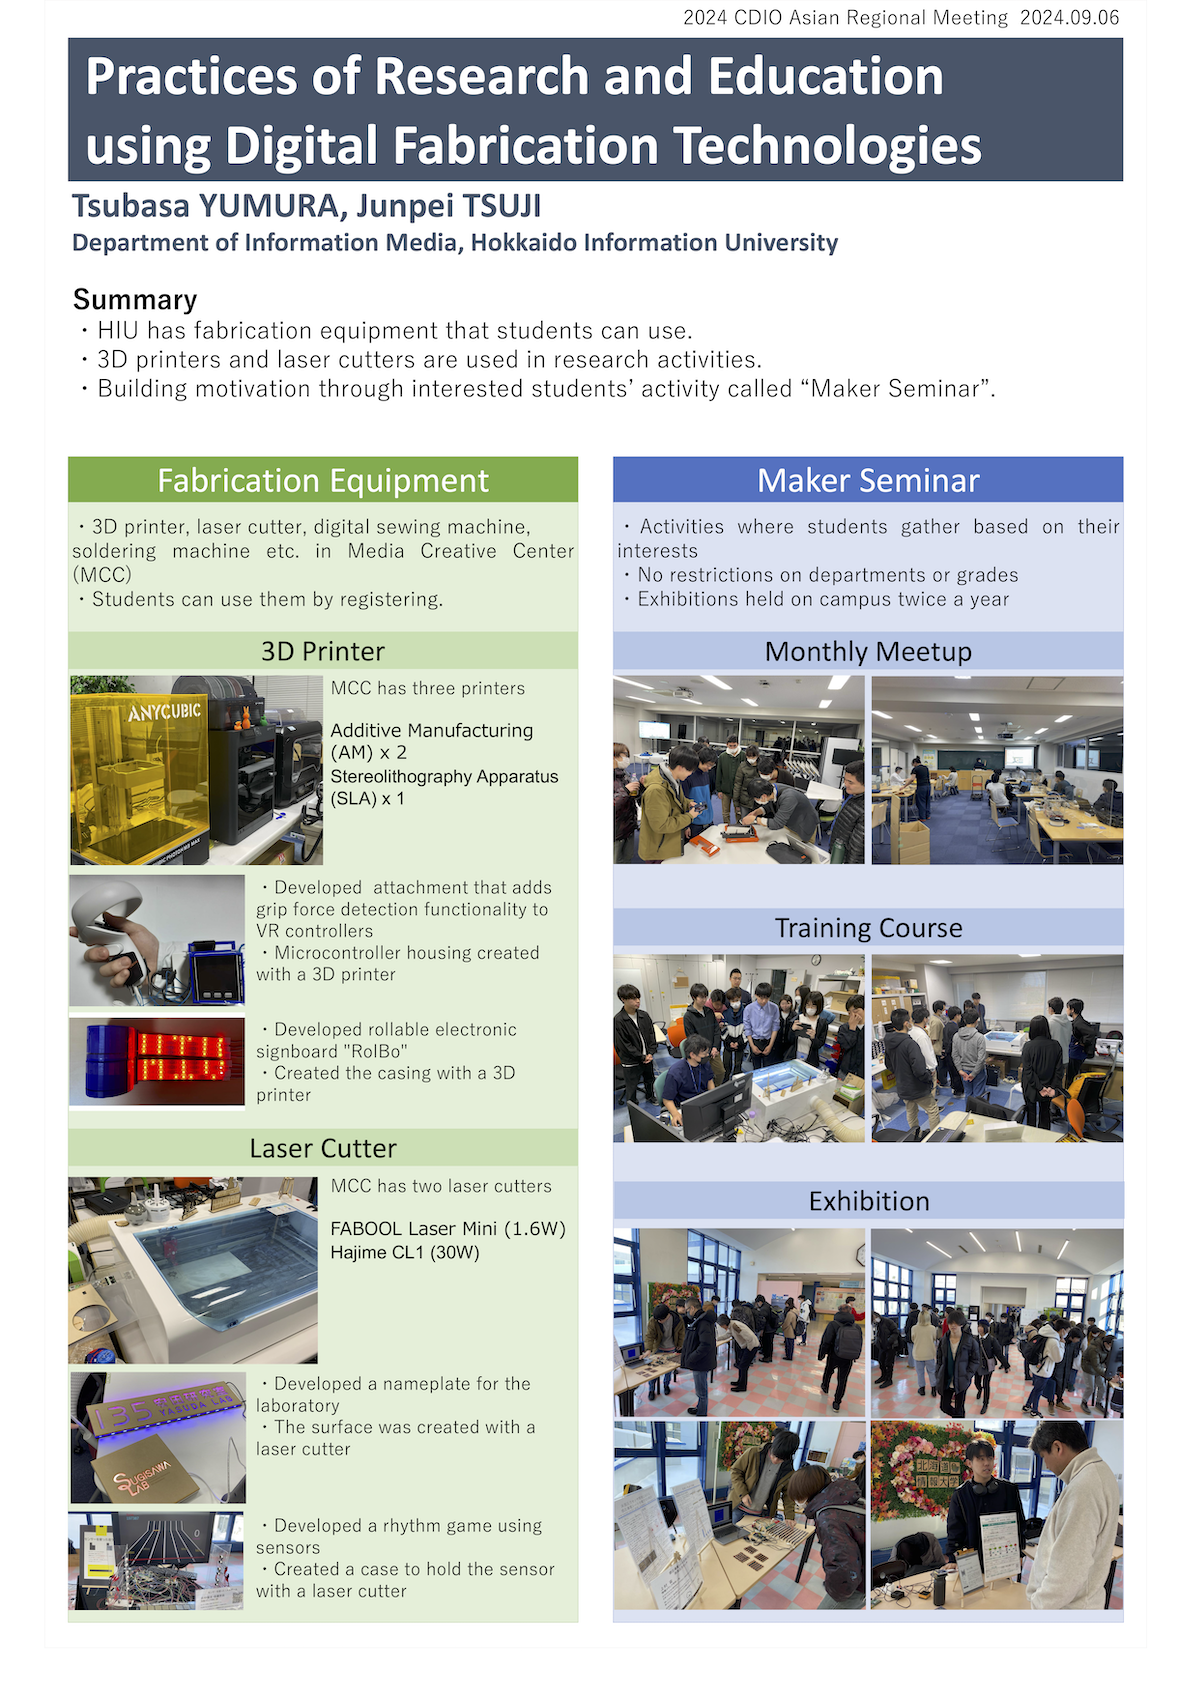 2024 CDIO Asian Regional Meeting 2024.09.06
Practices of Research and Education
using Digital Fabrication Technologies
Tsubasa YUMURA, Junpei TSUJI
Department of Information Media, Hokkaido Information University
Summary
・HIU has fabrication equipment that students can use.
・3D printers and laser cutters are used in research activities.
・Building motivation through interested students’ activity called “Maker Seminar”.
Fabrication Equipment
・3D printer, laser cutter, digital sewing machine,
soldering machine etc. in Media Creative Center
(MCC)
・Students can use them by registering.
3D Printer
ANYCUBIC
MCC has three printers
Additive Manufacturing
(AM) x 2
Stereolithography Apparatus
(SLA) x 1
・Developed attachment that adds
grip force detection functionality to
VR controllers
・Microcontroller housing created
with a 3D printer
・Developed rollable electronic
signboard "RolBo"
・Created the casing with a 3D
printer
Laser Cutter
MCC has two laser cutters
FABOOL Laser Mini (1.6W)
Hajime CL1 (30W)
135
YASUDA LAB
SUGISAWA
LAB
・Developed a nameplate for the
laboratory
・The surface was created with a
laser cutter
・Developed a rhythm game using
sensors
・Created a case to hold the sensor
with a laser cutter
Maker Seminar
・Activities where students gather based on their
interests
・No restrictions on departments or grades
・Exhibitions held on campus twice a year
Monthly Meetup
Training Course
Exhibition
北海道
情報大学